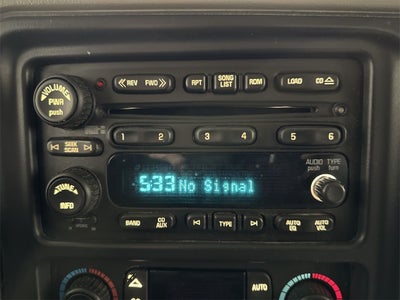 REV FWD RPT SONG LIST RDM LOAD CD
VOLUME PWR push
1 2 3 4 5 6
SEEK SCAN
AUDIO push TYPE turn
533 No Signal
TUNE INFO
BAND CD AUX TYPE AUTO EQ AUTO VOL
AUTO